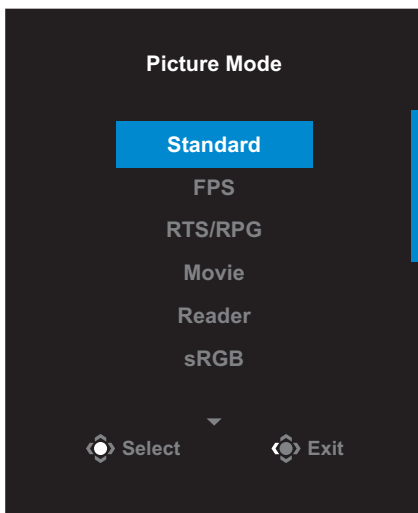 Picture Mode
Standard
FPS
RTS/RPG
Movie
Reader
sRGB
Select Exit